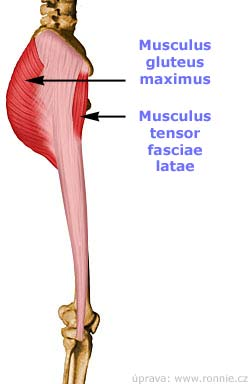 Musculus
gluteus
maximus
Musculus
tensor
fasciae
latae
úprava: www.ronnie.cz